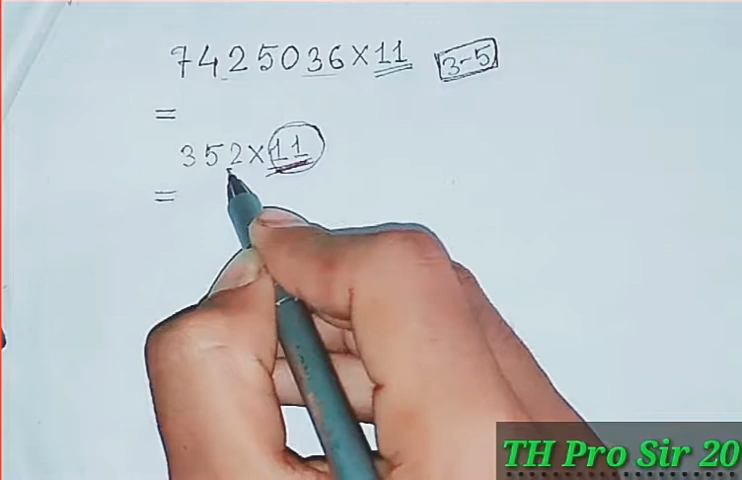 7425036×11 3-5
=
352×11
=
TH Pro Sir 20